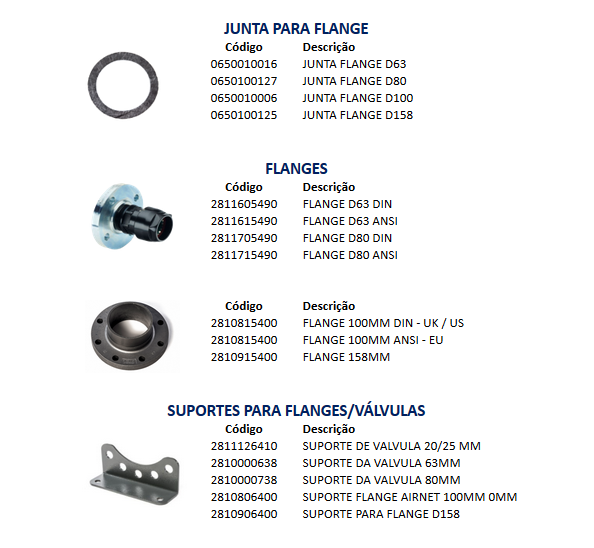 JUNTA PARA FLANGE
Código Descrição
0650010016 JUNTA FLANGE D63
0650100127 JUNTA FLANGE D80
0650010006 JUNTA FLANGE D100
0650100125 JUNTA FLANGE D158
FLANGES
Código Descrição
2811605490 FLANGE D63 DIN
2811615490 FLANGE D63 ANSI
2811705490 FLANGE D80 DIN
2811715490 FLANGE D80 ANSI
Código Descrição
2810815400 FLANGE 100MM DIN - UK / US
2810815400 FLANGE 100MM ANSI - EU
2810915400 FLANGE 158MM
SUPORTES PARA FLANGES/VÁLVULAS
Código Descrição
2811126410 SUPORTE DE VALVULA 20/25 MM
2810000638 SUPORTE DA VALVULA 63MM
2810000738 SUPORTE DA VALVULA 80MM
2810806400 SUPORTE FLANGE AIRNET 100MM 0MM
2810906400 SUPORTE PARA FLANGE D158